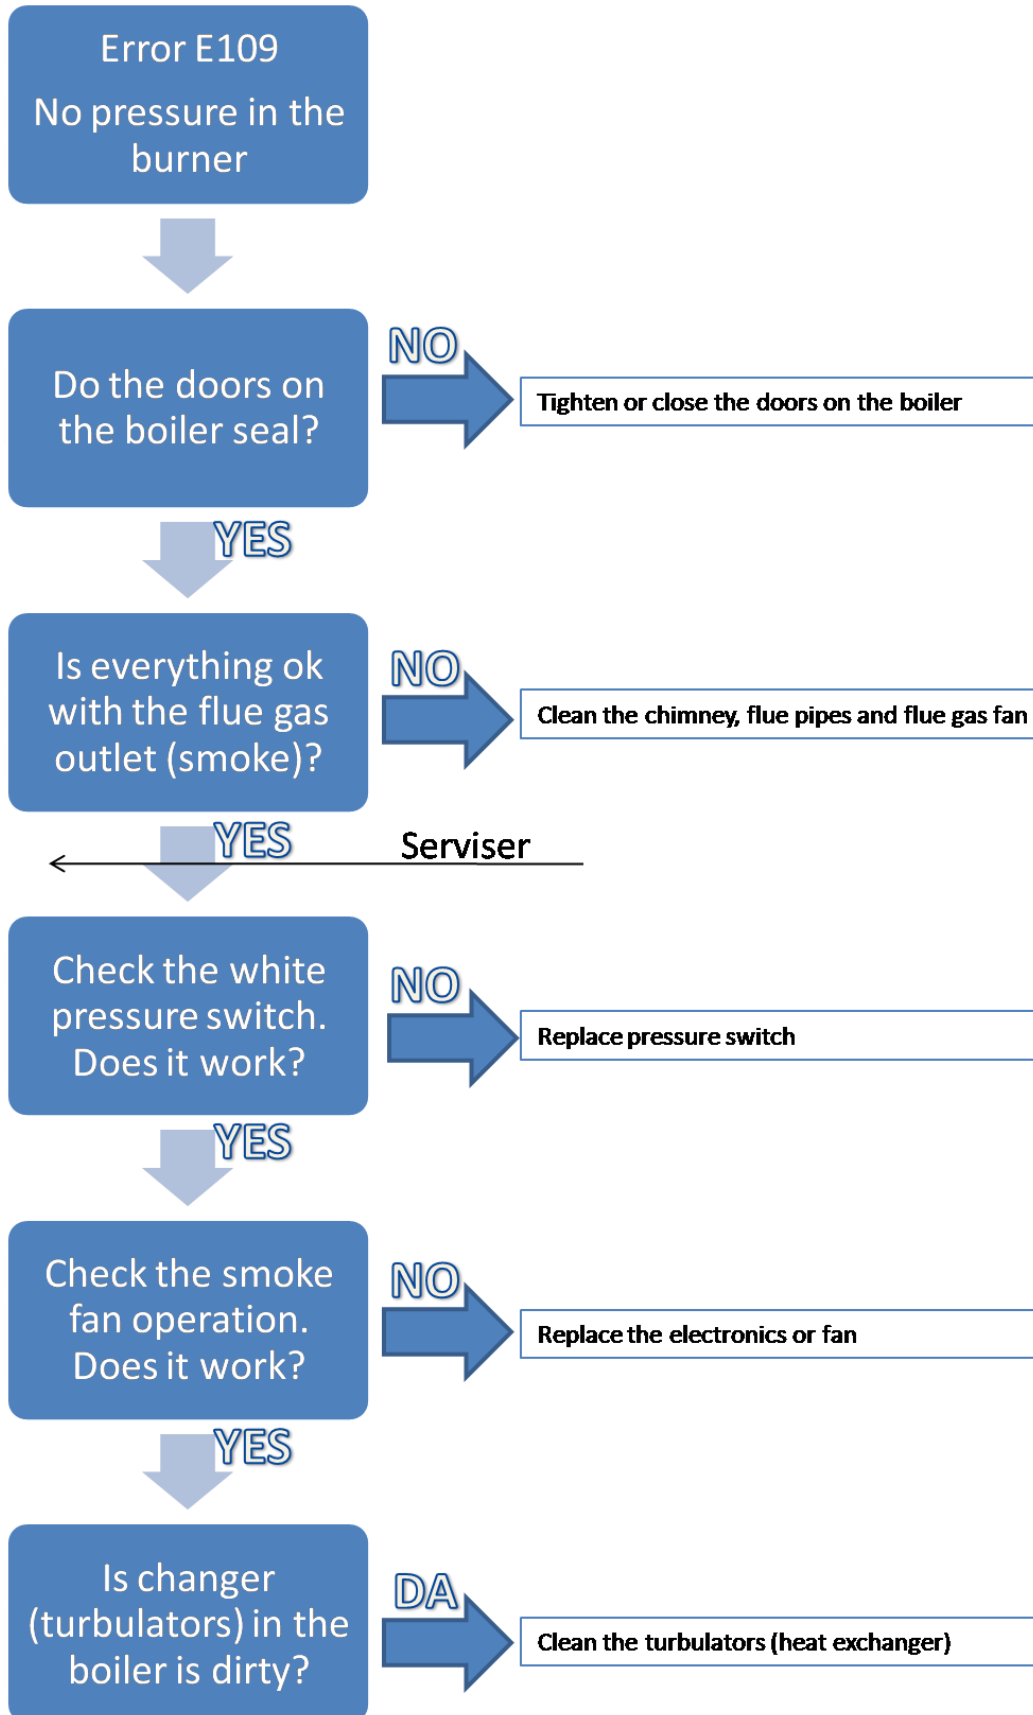 Error E109
No pressure in the
burner
Do the doors on
the boiler seal?
NO
Tighten or close the doors on the boiler
YES
Is everything ok
with the flue gas
outlet (smoke)?
NO
Clean the chimney, flue pipes and flue gas fan
YES
Serviser
Check the white
pressure switch.
Does it work?
NO
Replace pressure switch
YES
Check the smoke
fan operation.
Does it work?
NO
Replace the electronics or fan
YES
Is changer
(turbulators) in the
boiler is dirty?
DA
Clean the turbulators (heat exchanger)